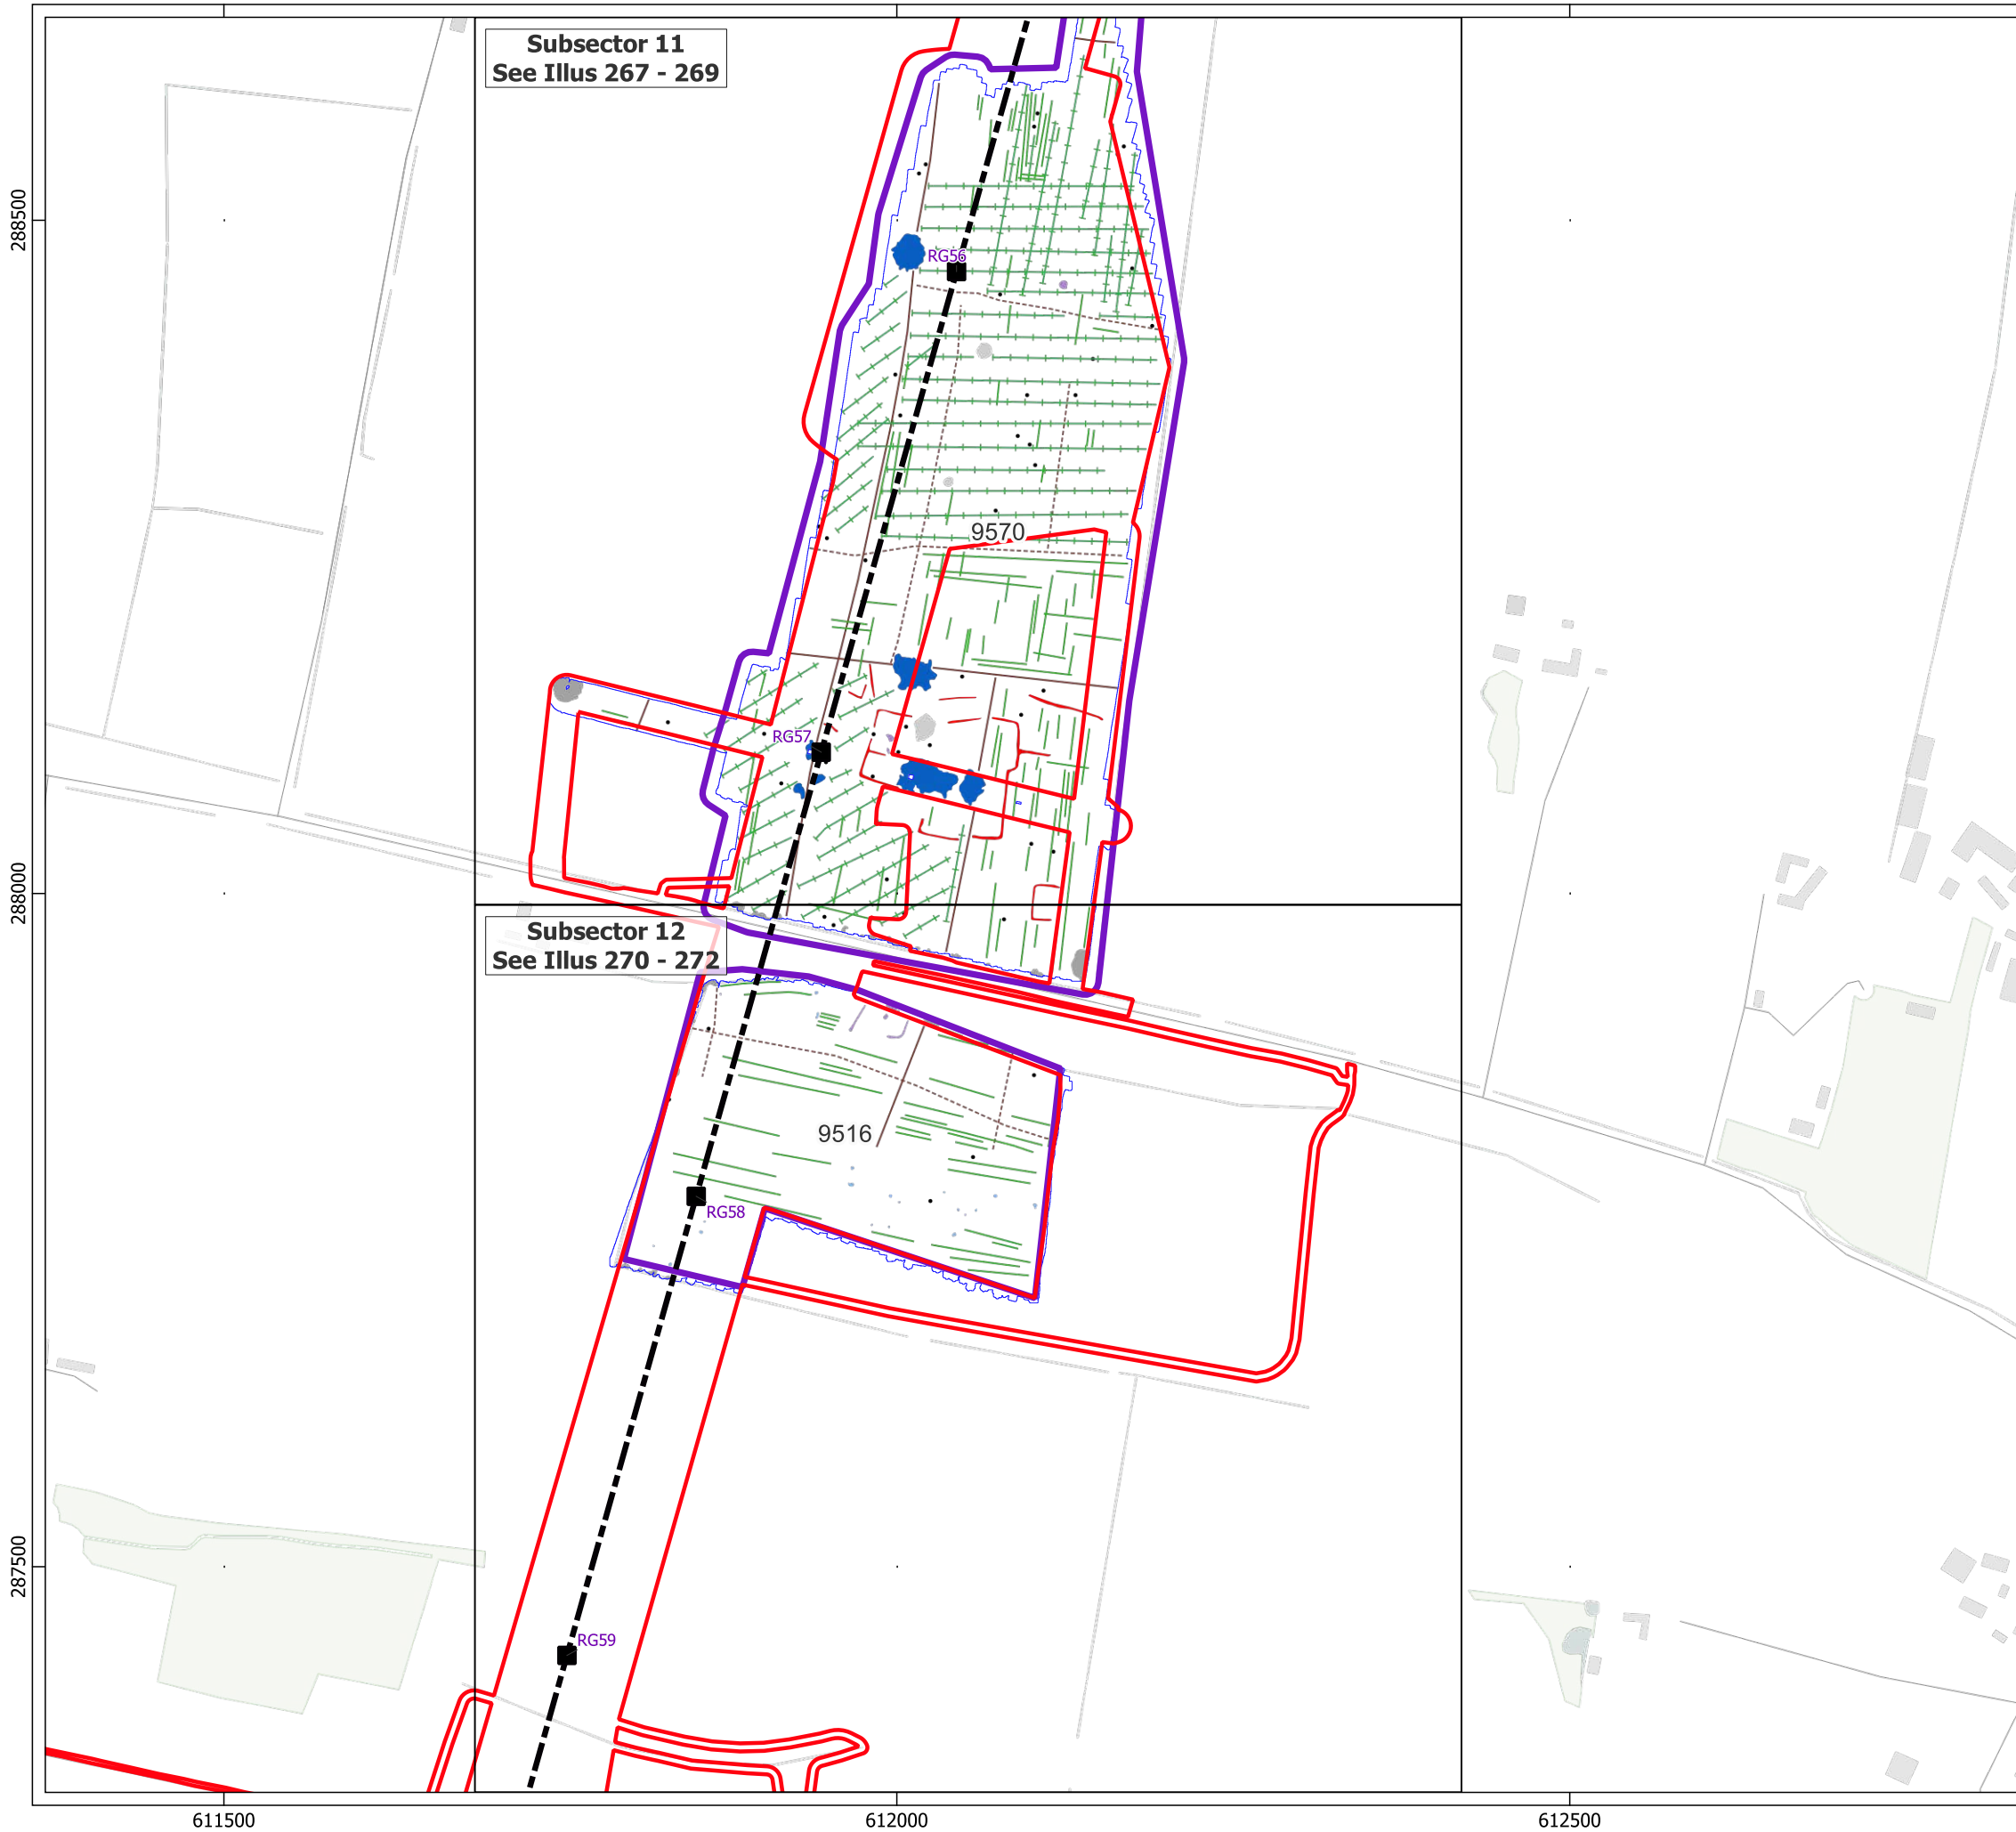 Subsector 11
See Illus 267 - 269
288500
RG56
9570
RG57
288000
Subsector 12
See Illus 270 - 272
9516
RG58
287500
RG59
611500
612000
612500